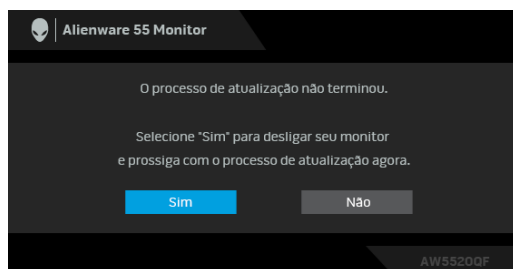 Alienware 55 Monitor
O processo de atualização não terminou.
Selecione "Sim" para desligar seu monitor
e prossiga com o processo de atualização agora.
Sim Não
AW5520QF